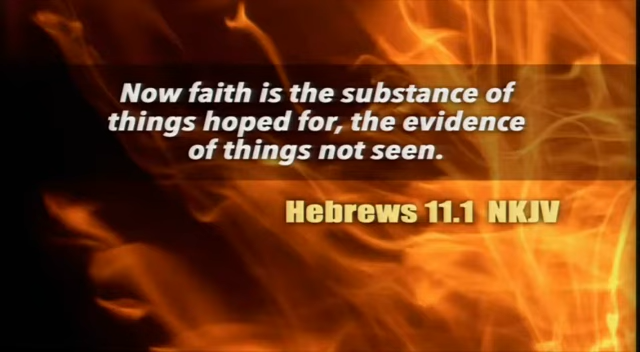 Now faith is the substance of
things hoped for, the evidence
of things not seen.
Hebrews 11.1 NKJV